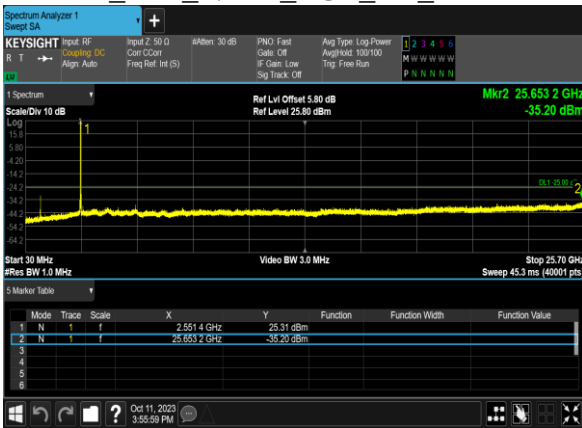 Spectrum Analyzer 1
Swept SA
KEYSIGHT
R T
LV
Input: RF
Coupling: DC
Align: Auto
Input Z: 50 Ω
Corr CCorr
Freq Ref: Int (S)
#Atten: 30 dB
PNO: Fast
Gate: Off
IF Gain: Low
Sig Track: Off
Avg Type: Log-Power
Avg|Hold: 100/100
Trig: Free Run
1 2 3 4 5 6
M W W W W W
P N N N N N
1 Spectrum
Scale/Div 10 dB
Ref Lvl Offset 5.80 dB
Ref Level 25.80 dBm
Mkr2 25.653 2 GHz
-35.20 dBm
Log
15.8
5.80
-4.20
-14.2
-24.2
-34.2
-44.2
-54.2
-64.2
1
DL1 -25.00
2
Start 30 MHz
#Res BW 1.0 MHz
Video BW 3.0 MHz
Stop 25.70 GHz
Sweep 45.3 ms (40001 pts)
5 Marker Table
Mode Trace Scale X Y Function Function Width Function Value
1 N 1 f 2.551 4 GHz 25.31 dBm
2 N 1 f 25.653 2 GHz -35.20 dBm
3
4
5
6
?
Oct 11, 2023
3:55:59 PM